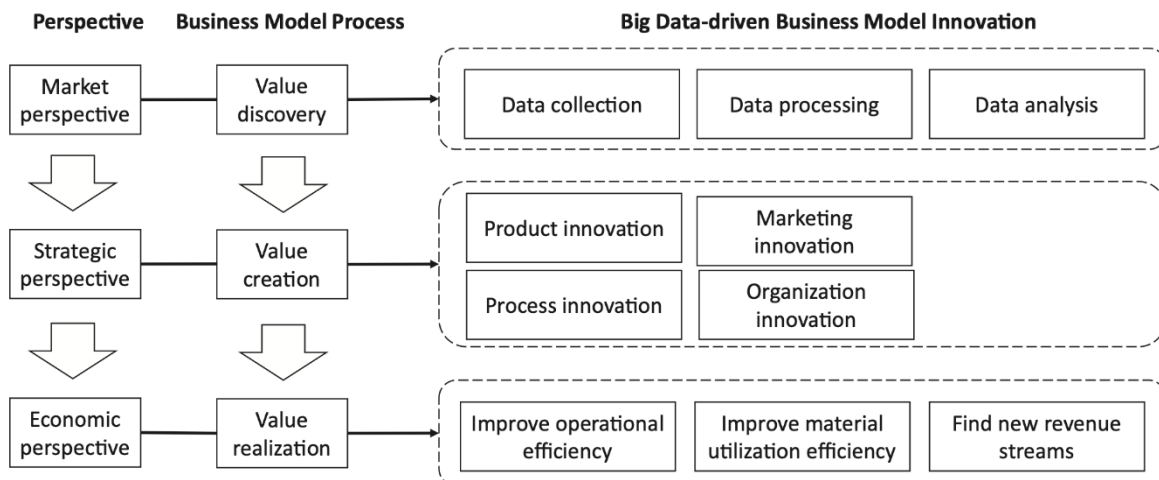 Perspective
Business Model Process
Big Data-driven Business Model Innovation
Market
perspective
Value
discovery
Data collection
Data processing
Data analysis
Strategic
perspective
Value
creation
Product innovation
Marketing
innovation
Process innovation
Organization
innovation
Economic
perspective
Value
realization
Improve operational
efficiency
Improve material
utilization efficiency
Find new revenue
streams